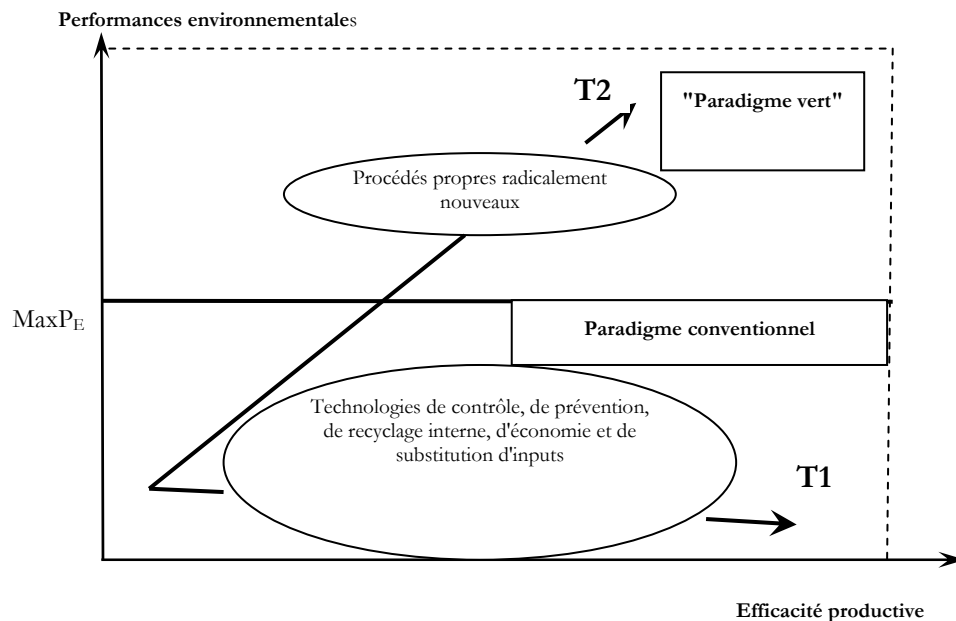 Performances environnementales
T2
"Paradigme vert"
Procédés propres radicalement
nouveaux
MaxPE
Paradigme conventionnel
Technologies de contrôle, de prévention,
de recyclage interne, d'économie et de
substitution d'inputs
T1
Efficacité productive